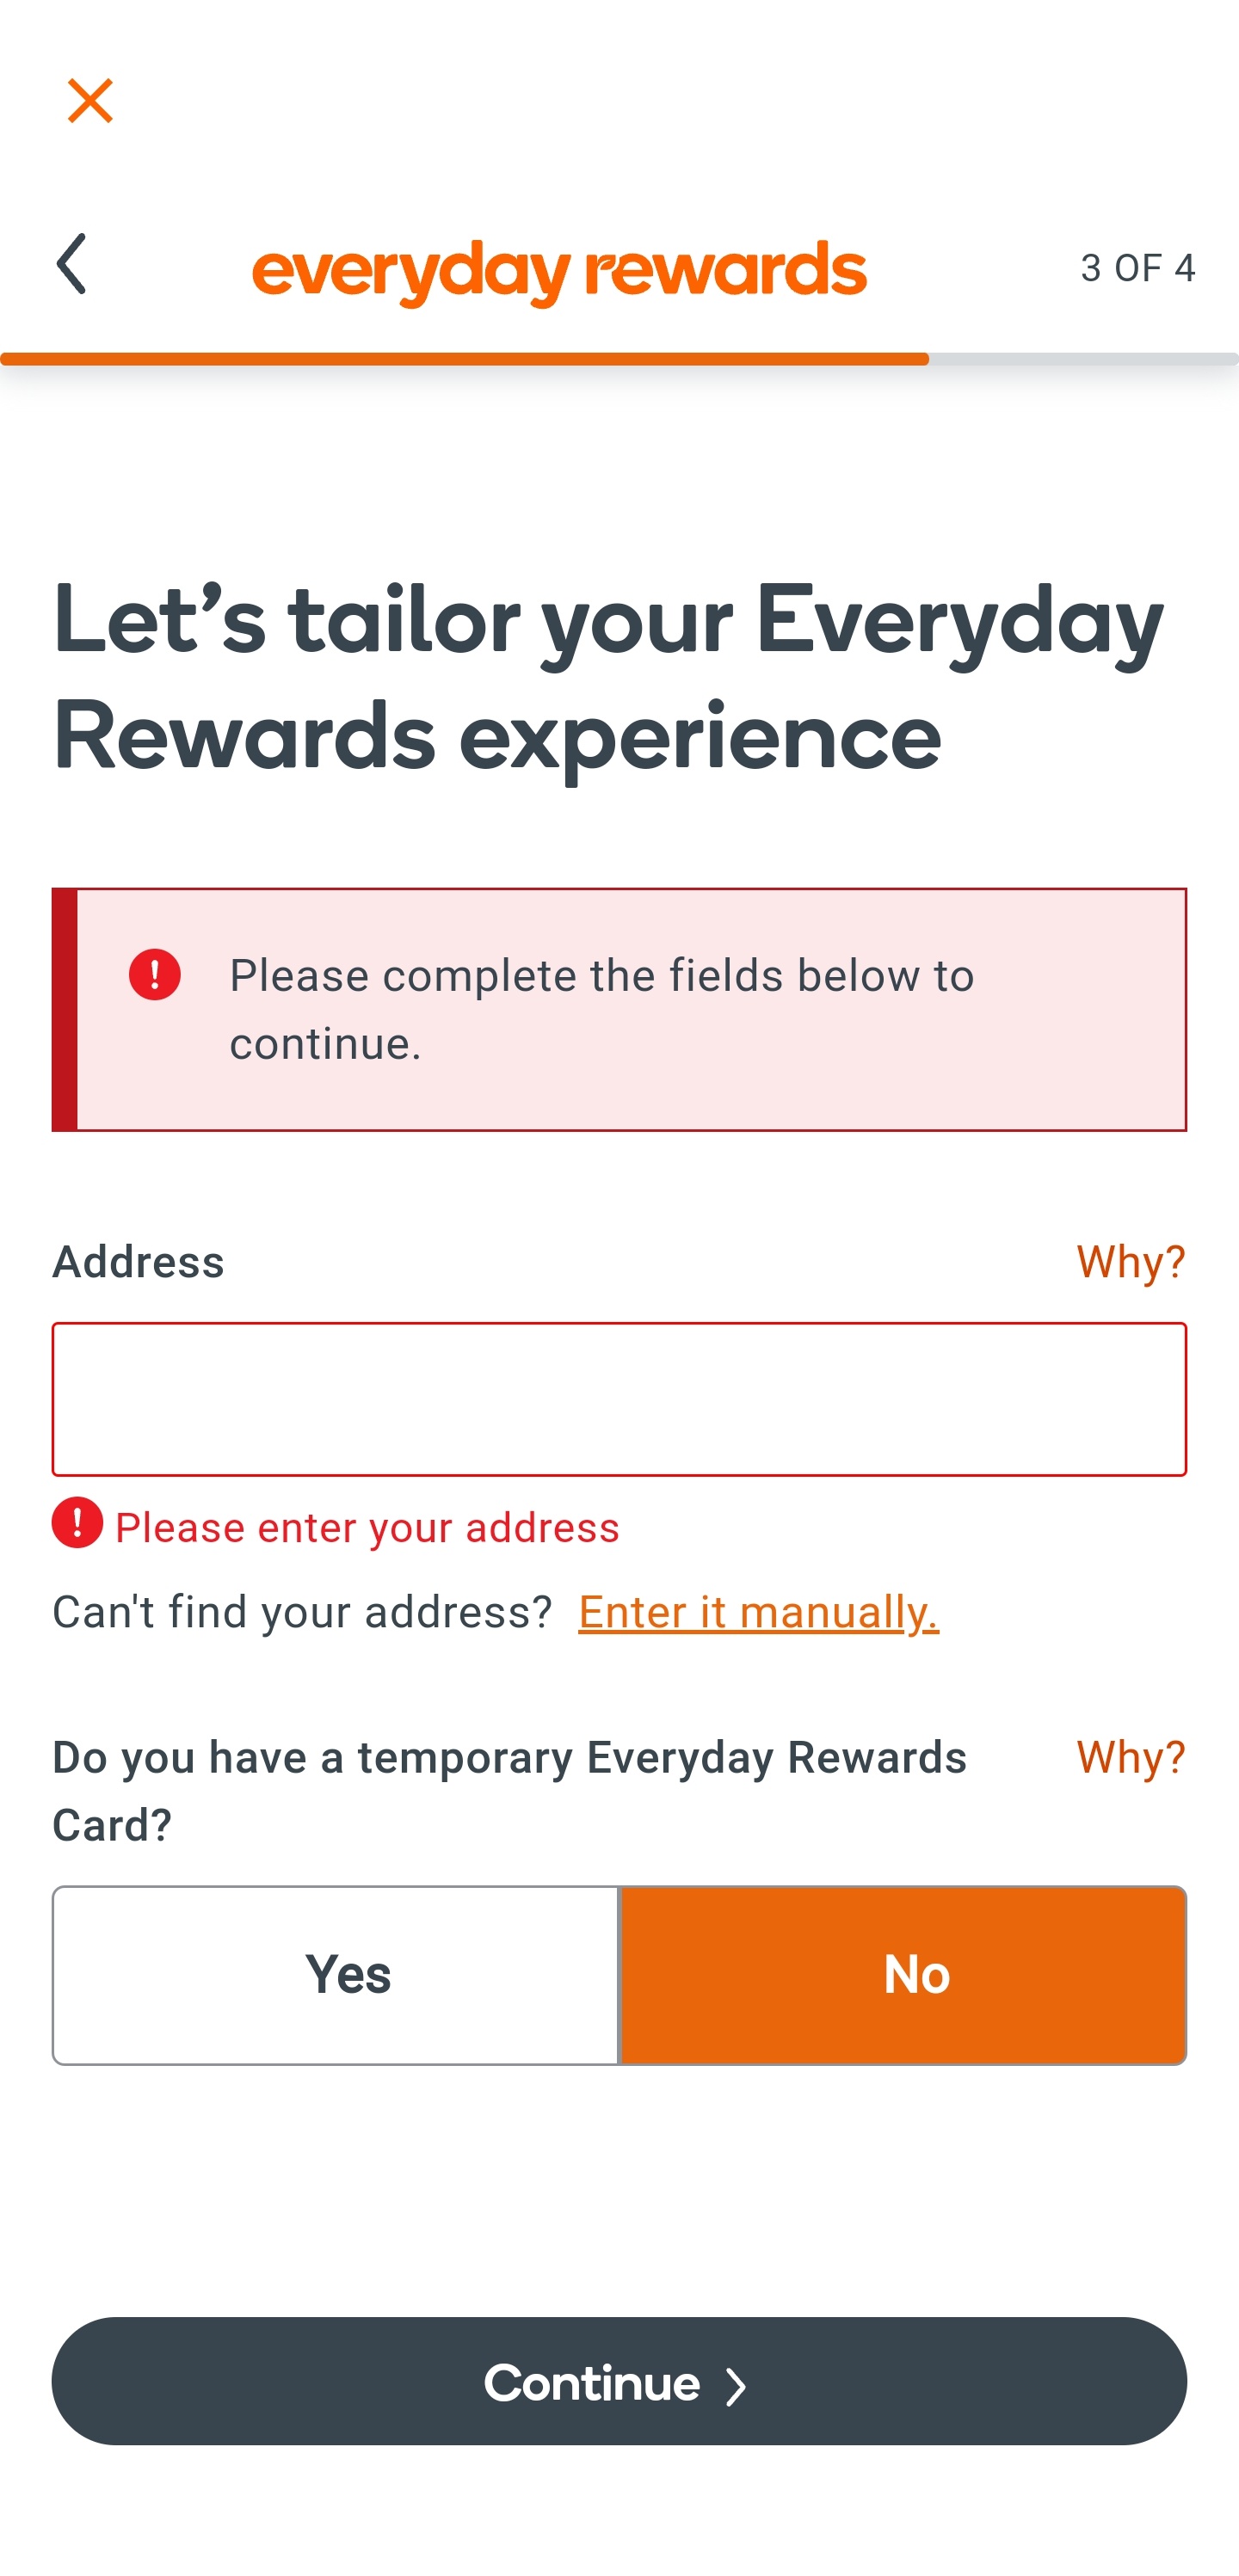 everyday rewards
3 OF 4
Let’s tailor your Everyday
Rewards experience
Please complete the fields below to
continue.
Address
Why?
Please enter your address
Can't find your address? Enter it manually.
Do you have a temporary Everyday Rewards
Why?
Card?
Yes
No
Continue